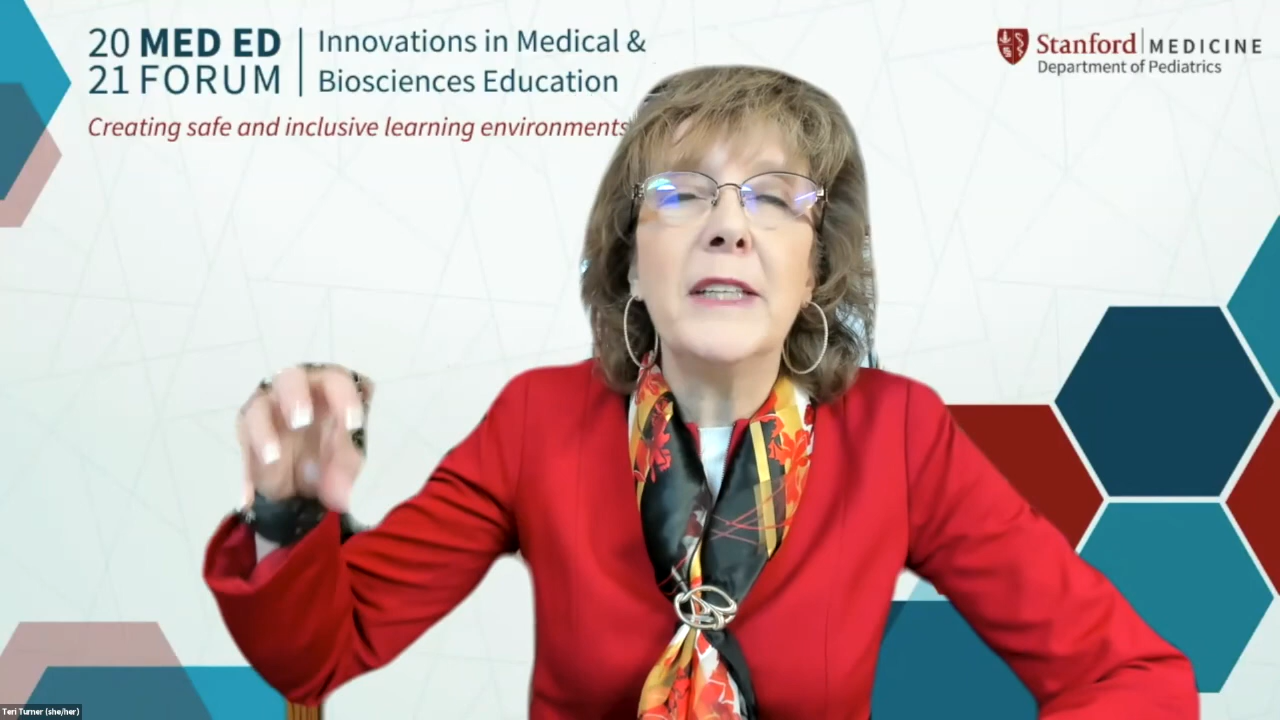 20 MED ED
21 FORUM
Innovations in Medical &
Biosciences Education
Creating safe and inclusive learning environments
Stanford MEDICINE
Department of Pediatrics
Teri Turner (she/her)